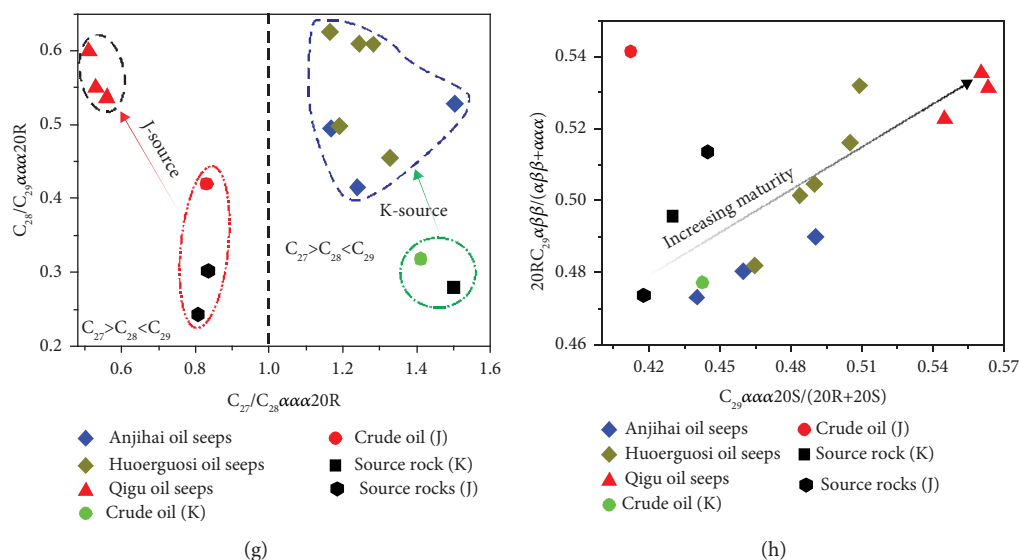 C₂₈/C₂₉ααα20R
0.6
0.5
0.4
0.3
0.2
J-source
K-source
C₂₇>C₂₈<C₂₉
C₂₇>C₂₈<C₂₉
0.6 0.8 1.0 1.2 1.4 1.6
C₂₇/C₂₈ααα20R
Anjihai oil seeps
Huoerguosi oil seeps
Qigu oil seeps
Crude oil (K)
Crude oil (J)
Source rock (K)
Source rocks (J)
(g)
20RC₂₉αββ/(αββ+ααα)
0.54
0.52
0.50
0.48
0.46
Increasing maturity
0.42 0.45 0.48 0.51 0.54 0.57
C₂₉ααα20S/(20R+20S)
Anjihai oil seeps
Huoerguosi oil seeps
Qigu oil seeps
Crude oil (K)
Crude oil (J)
Source rock (K)
Source rocks (J)
(h)